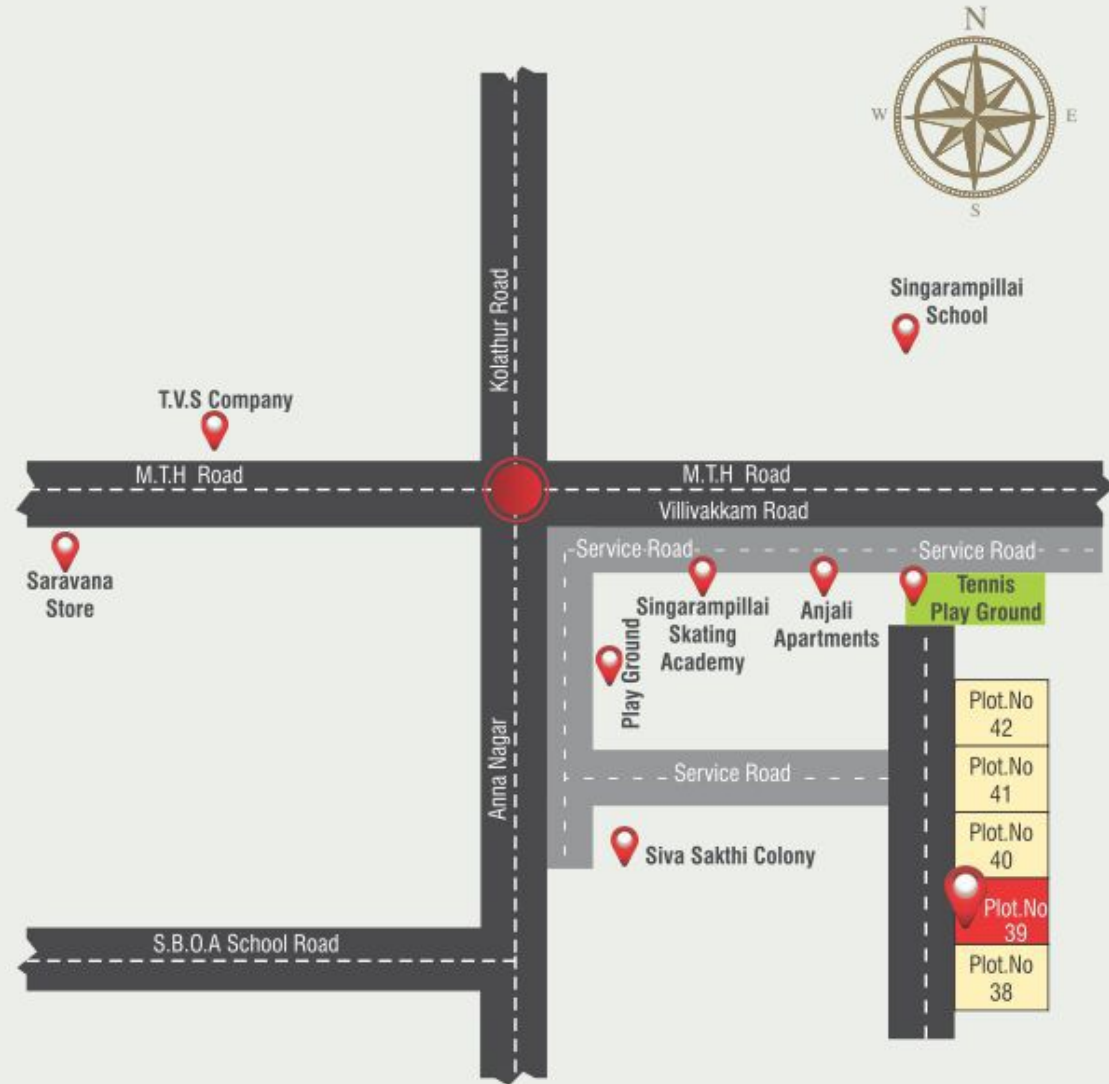 N
W
E
S
Singarampillai
School
Kolathur Road
T.V.S Company
M.T.H Road
M.T.H Road
Villivakkam Road
Saravana
Store
Service Road
Service Road
Singarampillai
Skating
Academy
Anjali
Apartments
Tennis
Play Ground
Play Ground
Plot.No
42
Anna Nagar
Service Road
Plot.No
41
Plot.No
40
Siva Sakthi Colony
Plot.No
39
S.B.O.A School Road
Plot.No
38